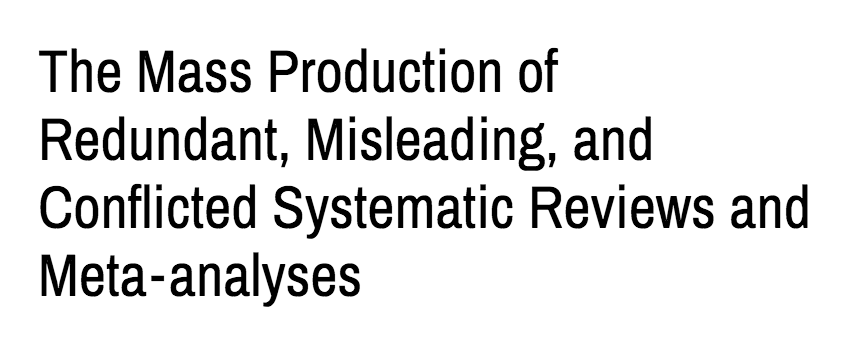 The Mass Production of
Redundant, Misleading, and
Conflicted Systematic Reviews and
Meta-analyses